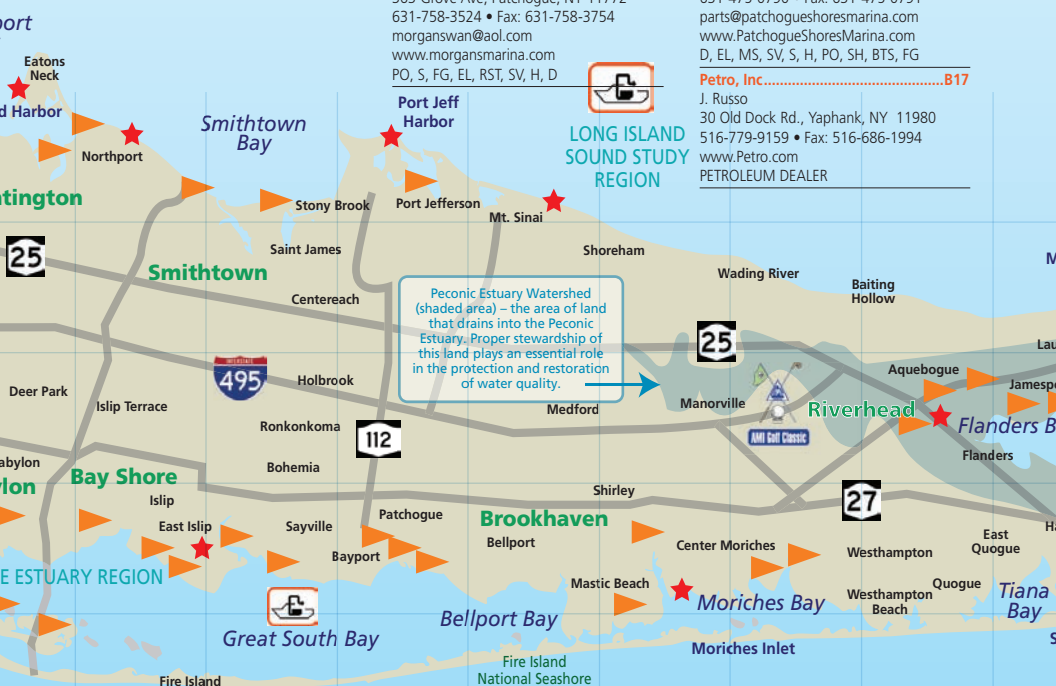 631-758-3524 • Fax: 631-758-3754
morganswan@aol.com
www.morgansmarina.com
PO, S, FG, EL, RST, SV, H, D
parts@patchogueshoresmarina.com
www.PatchogueShoresMarina.com
D, EL, MS, SV, S, H, PO, SH, BTS, FG
Petro, Inc..........................................B17
J. Russo
30 Old Dock Rd., Yaphank, NY 11980
516-779-9159 • Fax: 516-686-1994
www.Petro.com
PETROLEUM DEALER
port
Eatons
Neck
d Harbor
Northport
Smithtown
Bay
Port Jeff
Harbor
LONG ISLAND
SOUND STUDY
REGION
ntington
Stony Brook
Port Jefferson
Mt. Sinai
25
Saint James
Shoreham
Smithtown
Wading River
Baiting
Hollow
M
Centereach
Peconic Estuary Watershed
(shaded area) – the area of land
that drains into the Peconic
Estuary. Proper stewardship of
this land plays an essential role
in the protection and restoration
of water quality.
25
Lau
INTERSTATE
495
Holbrook
Aquebogue
Jamespo
Deer Park
Islip Terrace
Medford
Manorville
Riverhead
AMI Golf Classic
Ronkonkoma
112
Flanders B
Flanders
abylon
Bohemia
Bay Shore
ylon
Shirley
27
Islip
Patchogue
Brookhaven
East Islip
Sayville
Bellport
Ha
East
Quogue
Bayport
Center Moriches
Westhampton
E ESTUARY REGION
Mastic Beach
Quogue
Westhampton
Beach
Tiana
Bay
Moriches Bay
Great South Bay
Bellport Bay
S
Moriches Inlet
Fire Island
National Seashore
Fire Island